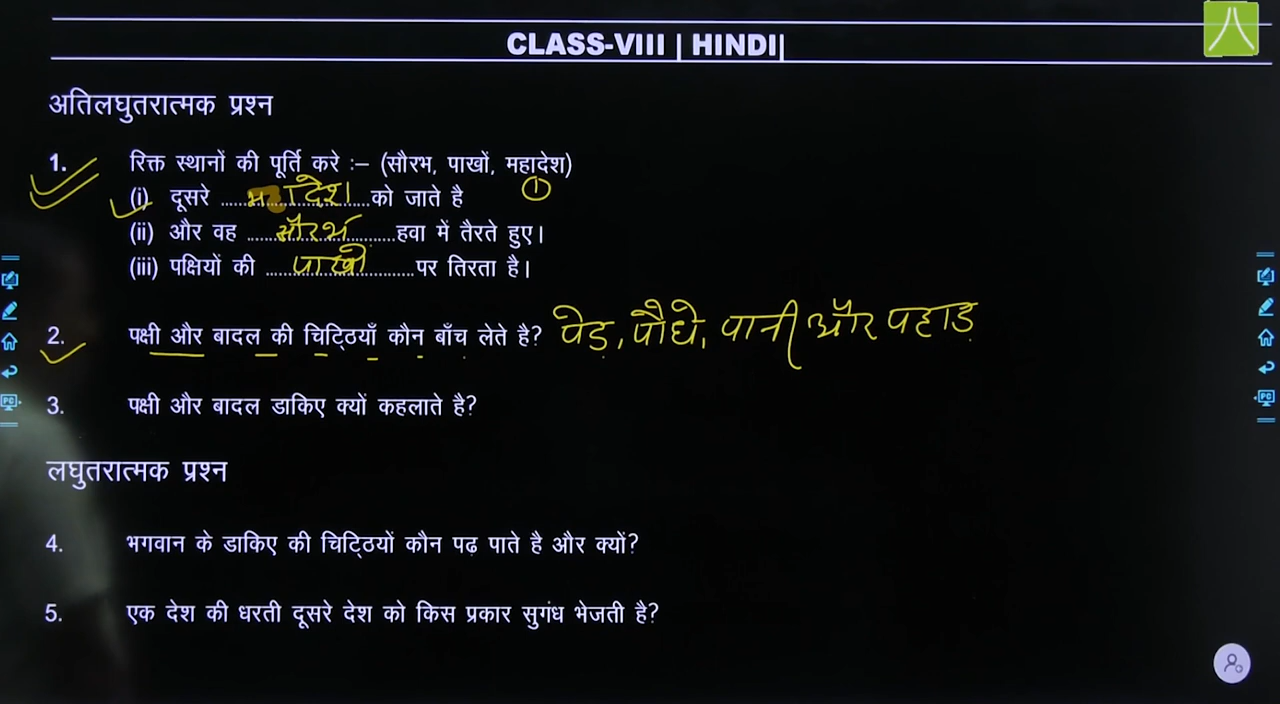 CLASS-VIII | HINDI|
अतिलघुतरात्मक प्रश्न
1. रिक्त स्थानों की पूर्ति करे :– (सौरभ, पाखों, महादेश)
(i) दूसरे ....महादेश....को जाते है ①
(ii) और वह ....सौरभ....हवा में तैरते हुए।
(iii) पक्षियों की ....पाखों....पर तिरता है।
2. पक्षी और बादल की चिट्ठियाँ कौन बाँच लेते है? पेड़, पौधे, पानी और पहाड़
3. पक्षी और बादल डाकिए क्यों कहलाते है?
लघुतरात्मक प्रश्न
4. भगवान के डाकिए की चिट्ठियों कौन पढ़ पाते है और क्यों?
5. एक देश की धरती दूसरे देश को किस प्रकार सुगंध भेजती है?